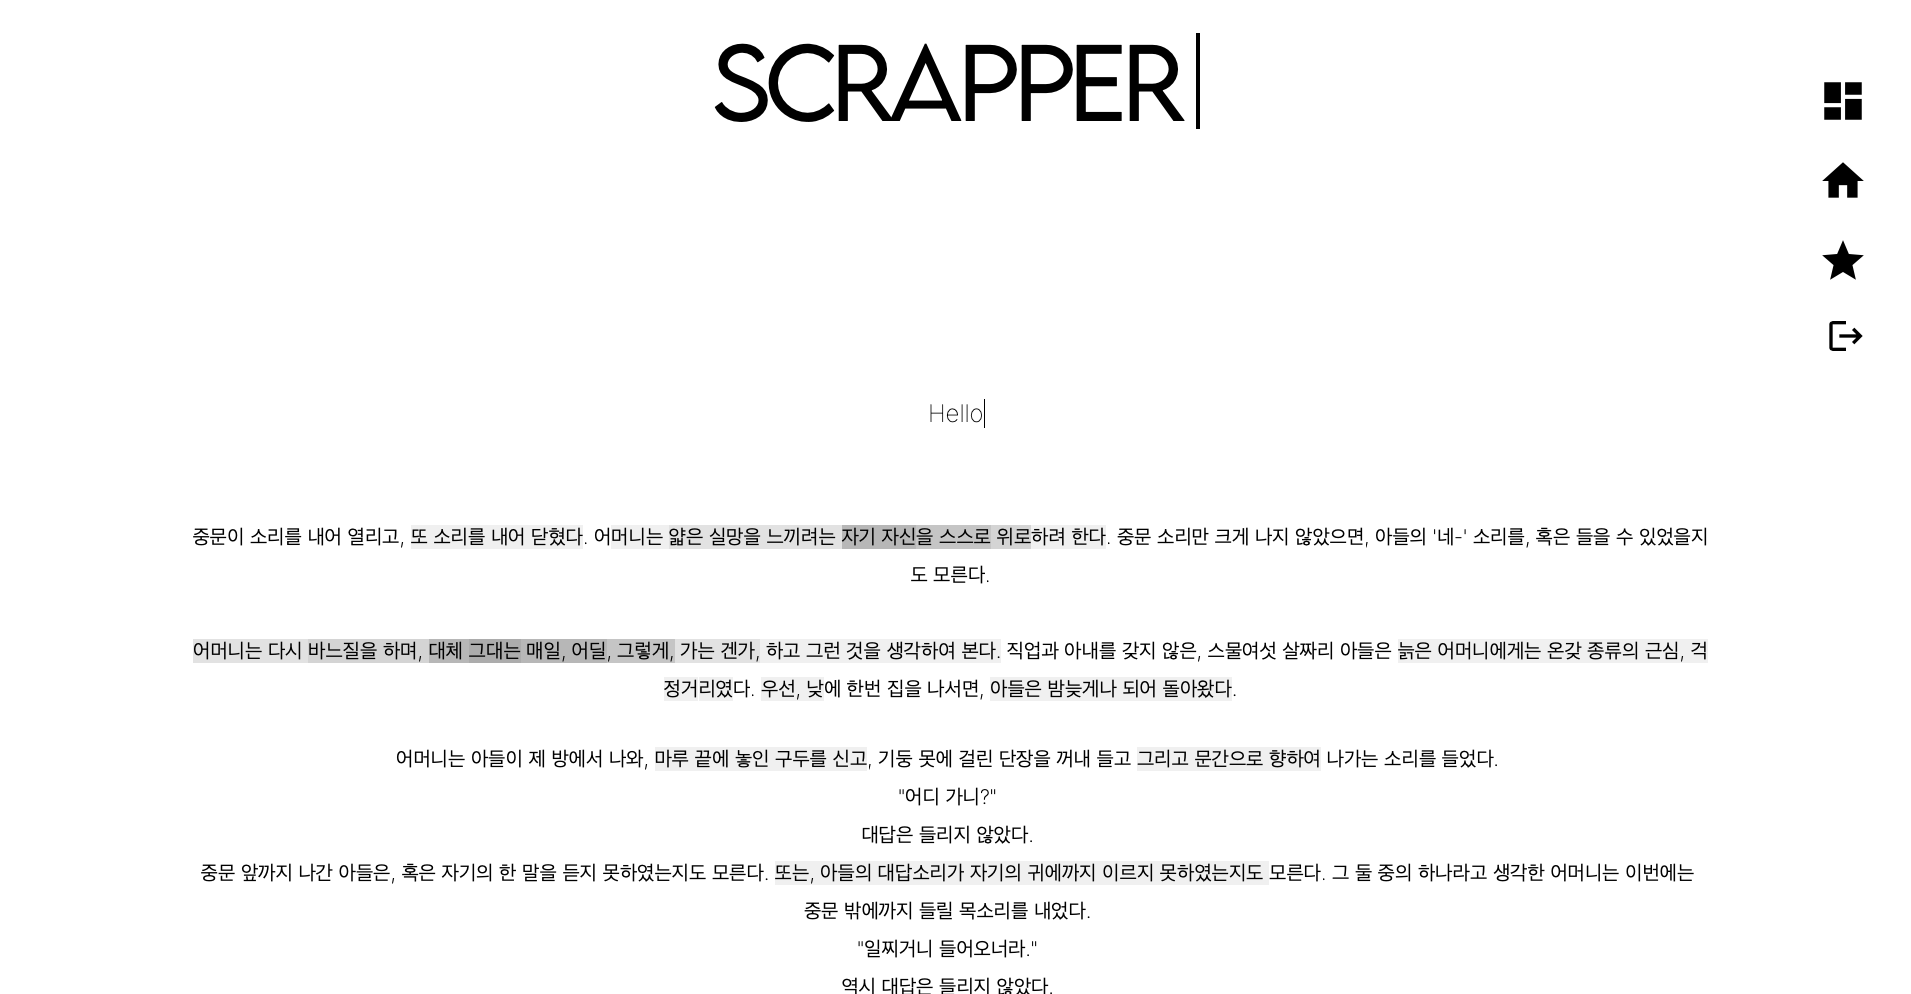 SCRAPPER
Hello
중문이 소리를 내어 열리고, 또 소리를 내어 닫혔다. 어머니는 얇은 실망을 느끼려는 자기 자신을 스스로 위로하려 한다. 중문 소리만 크게 나지 않았으면, 아들의 '네-' 소리를, 혹은 들을 수 있었을지
도 모른다.
어머니는 다시 바느질을 하며, 대체 그대는 매일, 어딜, 그렇게, 가는 겐가, 하고 그런 것을 생각하여 본다. 직업과 아내를 갖지 않은, 스물여섯 살짜리 아들은 늙은 어머니에게는 온갖 종류의 근심, 걱
정거리였다. 우선, 낮에 한번 집을 나서면, 아들은 밤늦게나 되어 돌아왔다.
어머니는 아들이 제 방에서 나와, 마루 끝에 놓인 구두를 신고, 기둥 못에 걸린 단장을 꺼내 들고 그리고 문간으로 향하여 나가는 소리를 들었다.
"어디 가니?"
대답은 들리지 않았다.
중문 앞까지 나간 아들은, 혹은 자기의 한 말을 듣지 못하였는지도 모른다. 또는, 아들의 대답소리가 자기의 귀에까지 이르지 못하였는지도 모른다. 그 둘 중의 하나라고 생각한 어머니는 이번에는
중문 밖에까지 들릴 목소리를 내었다.
"일찌거니 들어오너라."
역시 대답은 들리지 않았다.